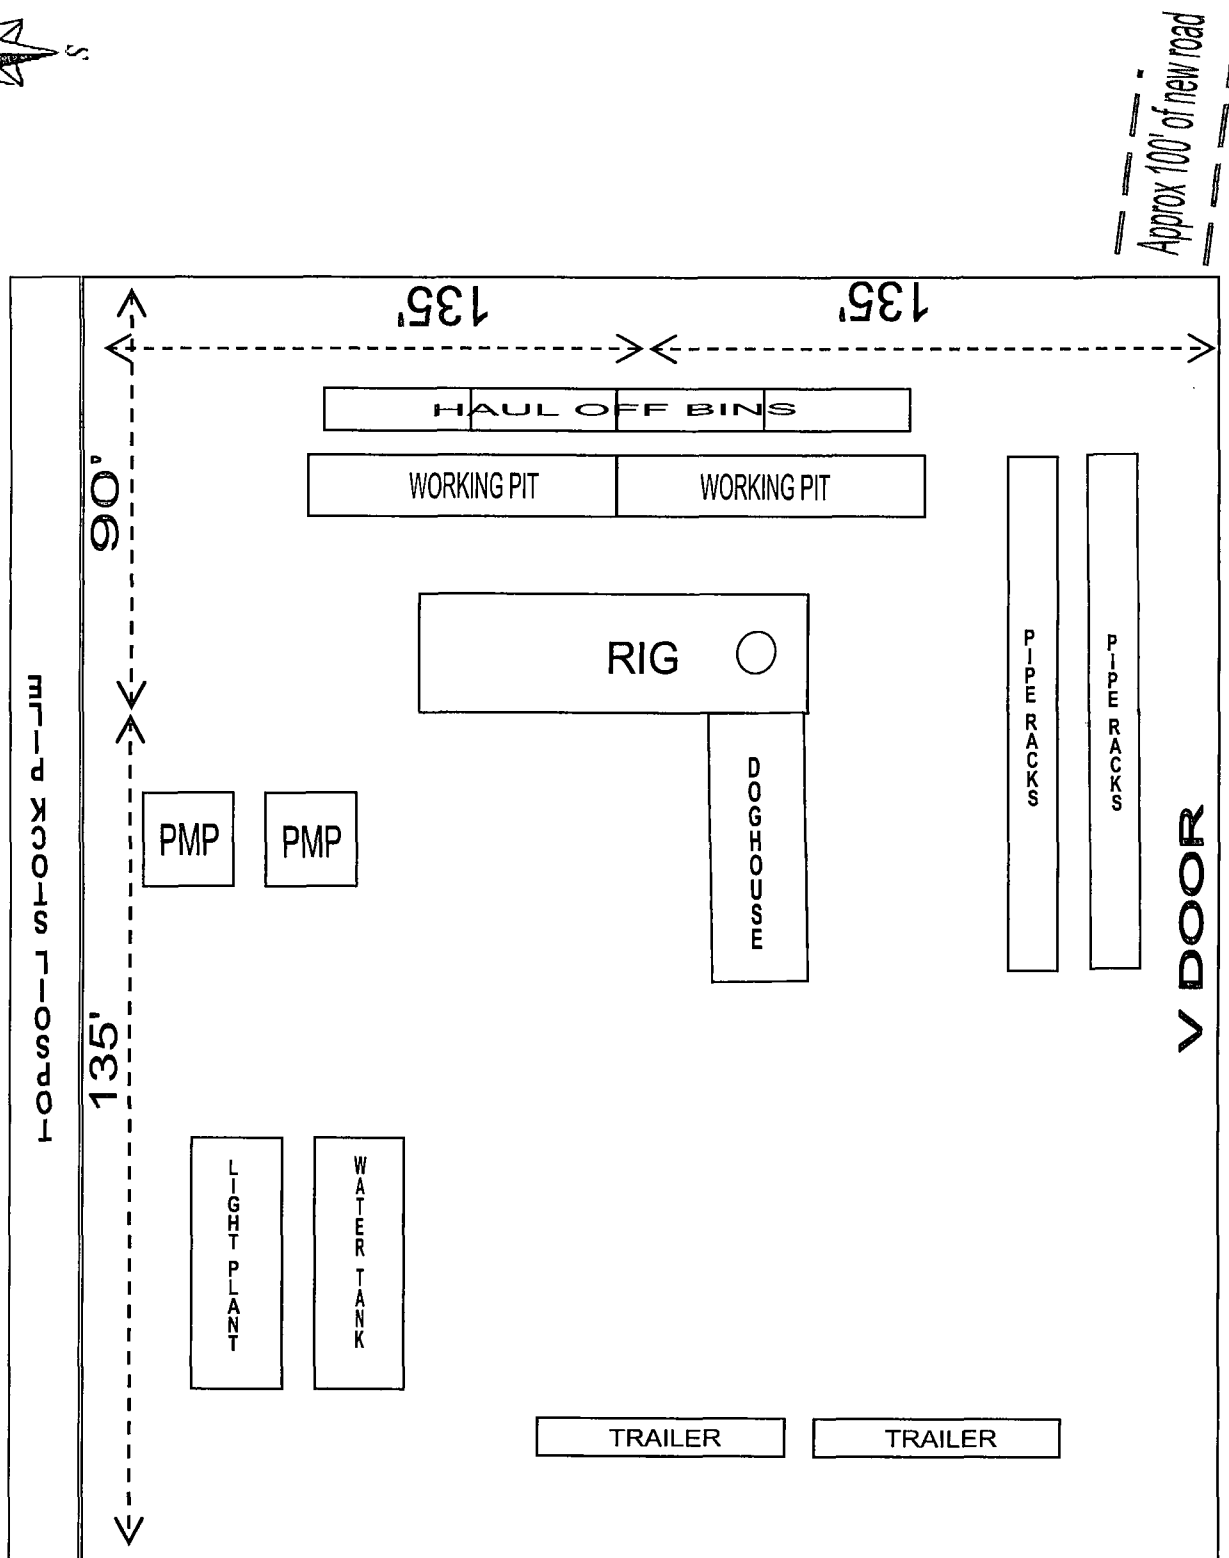 S
Approx 100' of new road
135'
135'
HAUL OFF BINS
90'
WORKING PIT
WORKING PIT
RIG
PIPE RACKS
PIPE RACKS
TOPSOIL STOCK PILE
DOGHOUSE
PMP
PMP
V DOOR
135'
LIGHT PLANT
WATER TANK
TRAILER
TRAILER